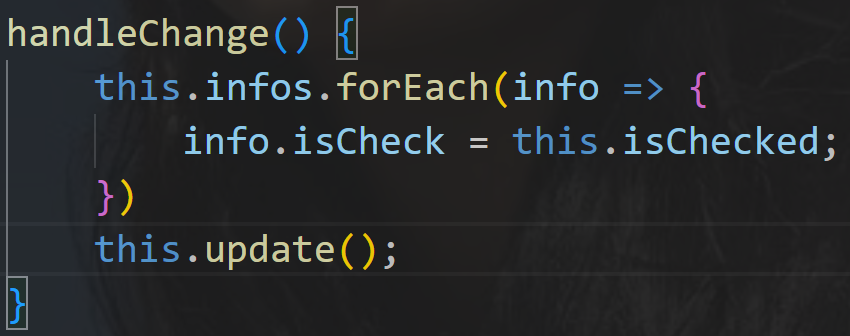 handleChange() {
    this.infos.forEach(info => {
        info.isCheck = this.isChecked;
    })
    this.update();
}